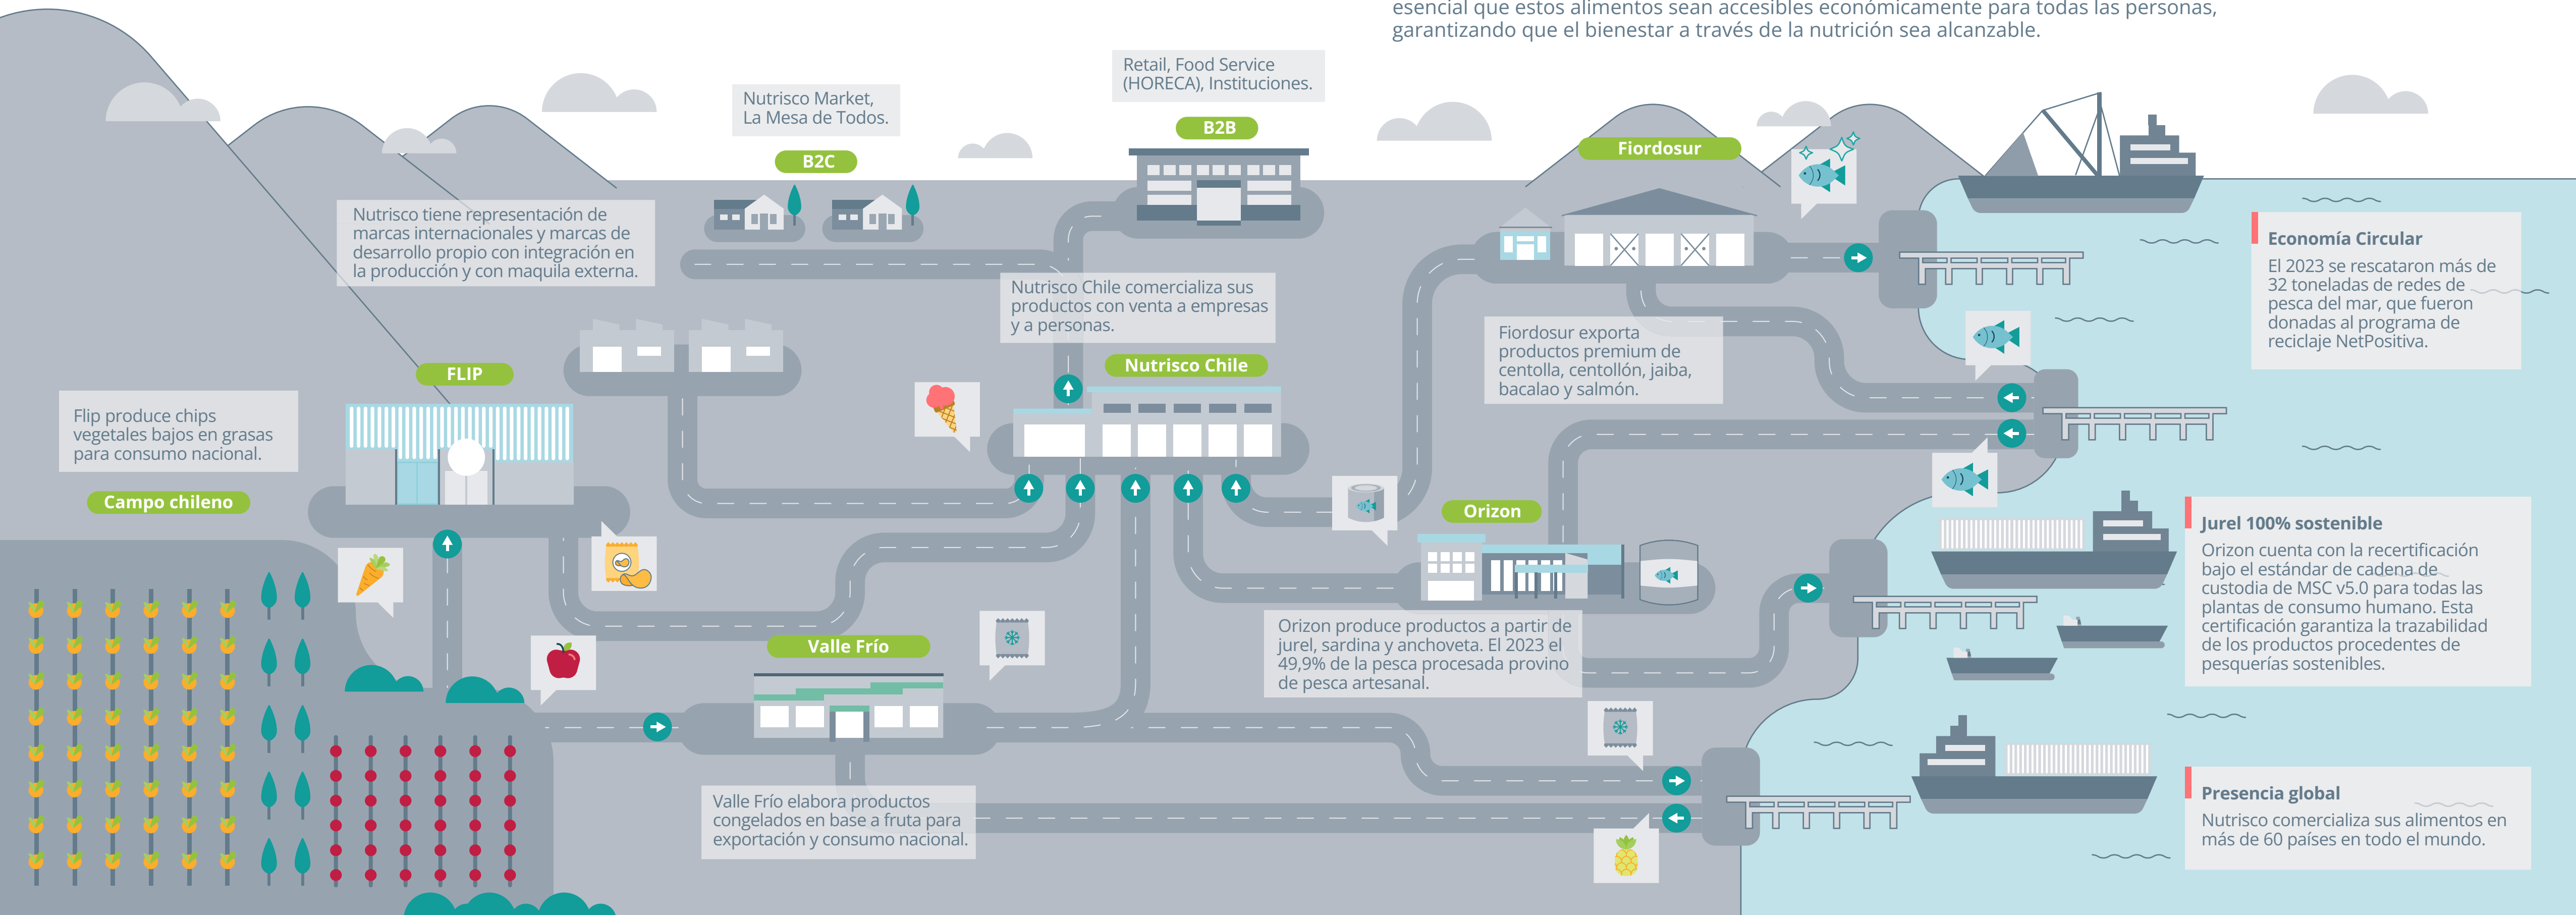 esencial que estos alimentos sean accesibles económicamente para todas las personas,
garantizando que el bienestar a través de la nutrición sea alcanzable.
Retail, Food Service
(HORECA), Instituciones.
B2B
Nutrisco Market,
La Mesa de Todos.
B2C
Fiordosur
Nutrisco tiene representación de
marcas internacionales y marcas de
desarrollo propio con integración en
la producción y con maquila externa.
Nutrisco Chile comercializa sus
productos con venta a empresas
y a personas.
Nutrisco Chile
Fiordosur exporta
productos premium de
centolla, centollón, jaiba,
bacalao y salmón.
Economía Circular
El 2023 se rescataron más de
32 toneladas de redes de
pesca del mar, que fueron
donadas al programa de
reciclaje NetPositiva.
FLIP
Flip produce chips
vegetales bajos en grasas
para consumo nacional.
Campo chileno
Orizon
Orizon produce productos a partir de
jurel, sardina y anchoveta. El 2023 el
49,9% de la pesca procesada provino
de pesca artesanal.
Jurel 100% sostenible
Orizon cuenta con la recertificación
bajo el estándar de cadena de
custodia de MSC v5.0 para todas las
plantas de consumo humano. Esta
certificación garantiza la trazabilidad
de los productos procedentes de
pesquerías sostenibles.
Valle Frío
Valle Frío elabora productos
congelados en base a fruta para
exportación y consumo nacional.
Presencia global
Nutrisco comercializa sus alimentos en
más de 60 países en todo el mundo.